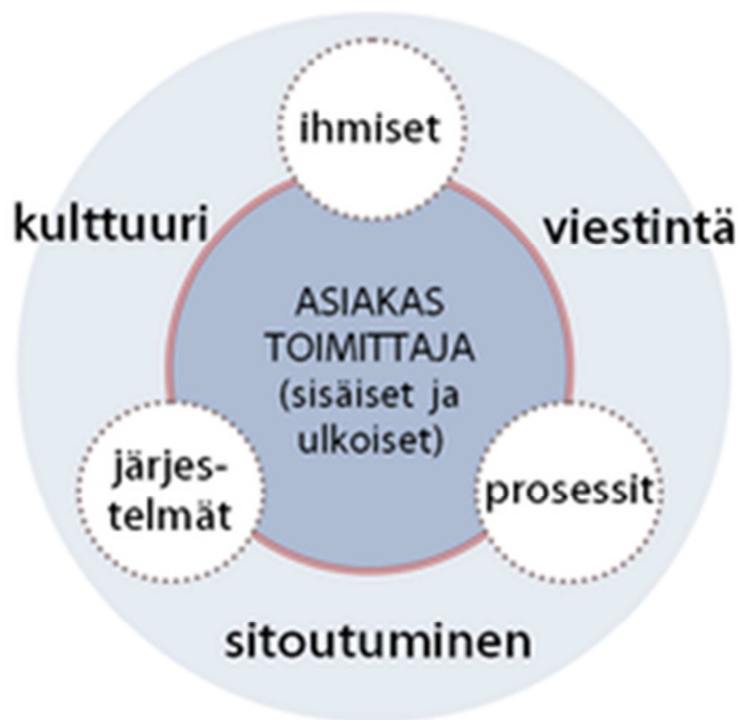 ihmiset
kulttuuri
viestintä
ASIAKAS
TOIMITTAJA
(sisäiset ja
ulkoiset)
järjes-
telmät
prosessit
sitoutuminen